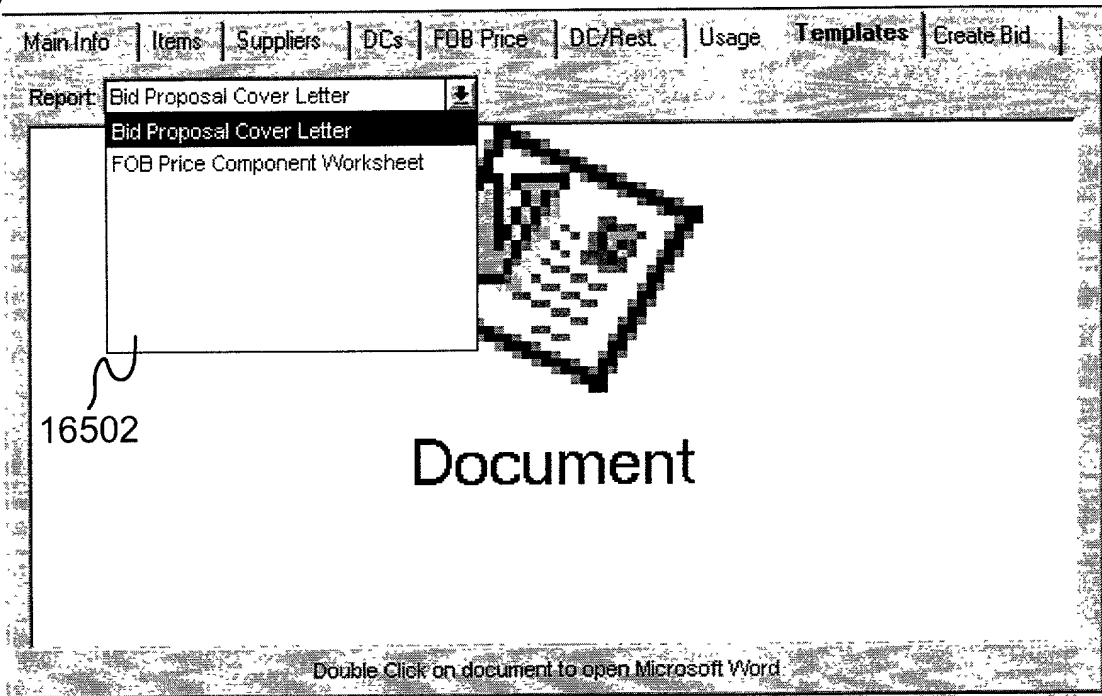 Main Info Items Suppliers DCs FOB Price DC/Rest. Usage Templates Create Bid
Report: Bid Proposal Cover Letter
Bid Proposal Cover Letter
FOB Price Component Worksheet
16502
Document
Double Click on document to open Microsoft Word